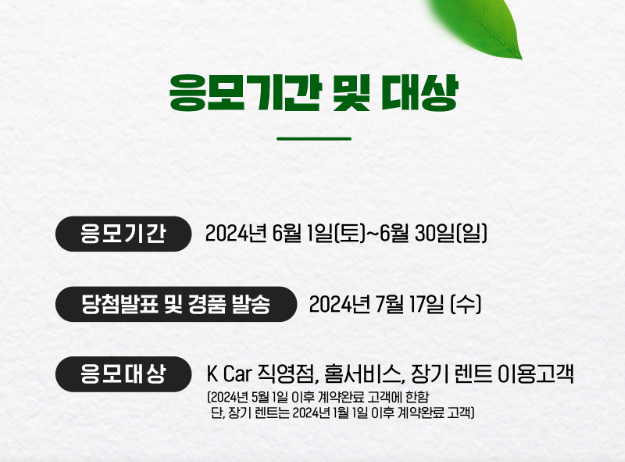 응모기간 및 대상
응모기간 2024년 6월 1일(토)~6월 30일(일)
당첨발표 및 경품 발송 2024년 7월 17일 (수)
응모대상 K Car 직영점, 홈서비스, 장기 렌트 이용고객
(2024년 5월 1일 이후 계약완료 고객에 한함
단, 장기 렌트는 2024년 1월 1일 이후 계약완료 고객)